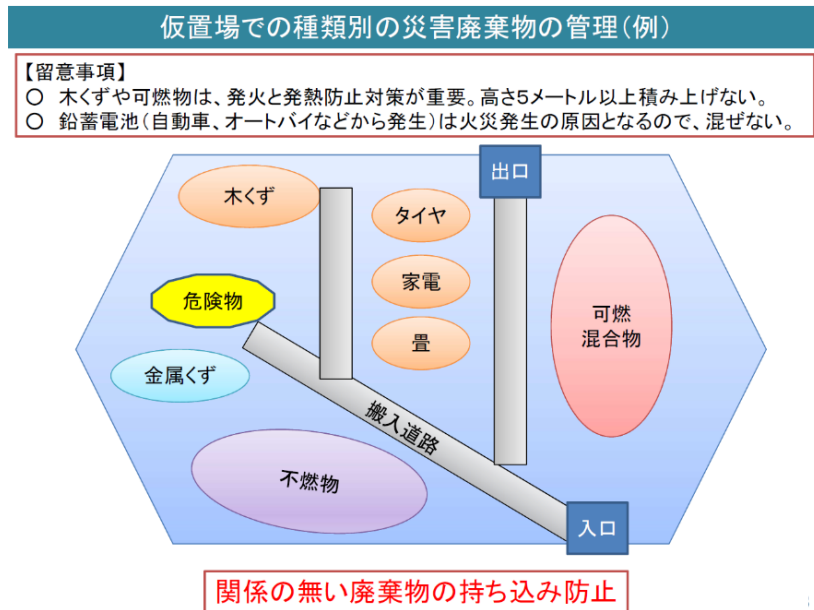 仮置場での種類別の災害廃棄物の管理(例)
【留意事項】
○ 木くずや可燃物は、発火と発熱防止対策が重要。高さ5メートル以上積み上げない。
○ 鉛蓄電池(自動車、オートバイなどから発生)は火災発生の原因となるので、混ぜない。
出口
木くず
タイヤ
家電
危険物
可燃
混合物
畳
金属くず
搬入道路
不燃物
入口
関係の無い廃棄物の持ち込み防止